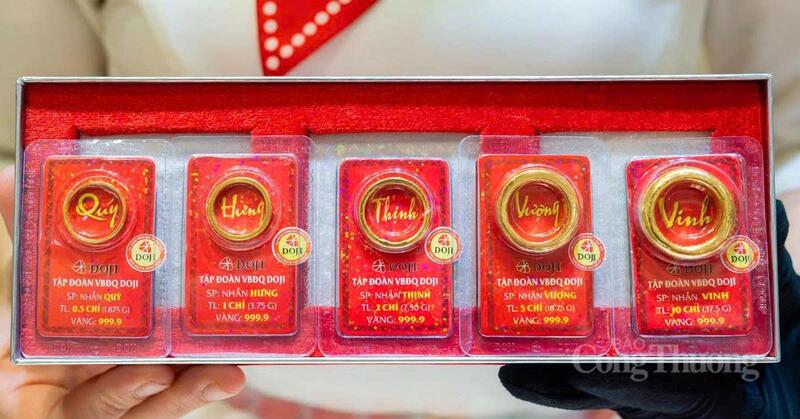 Quý
DOJI
TẬP ĐOÀN VBĐQ DOJI
SP: NHẪN QUÝ
TL: 0.5 CHỈ (1.875 G)
VÀNG: 999.9
DOJI
Hưng
DOJI
TẬP ĐOÀN VBĐQ DOJI
SP: NHẪN HƯNG
TL: 1 CHỈ (3.75 G)
VÀNG: 999.9
DOJI
Thịnh
DOJI
TẬP ĐOÀN VBĐQ DOJI
SP: NHẪN THỊNH
TL: 2 CHỈ (7.50 G)
VÀNG: 999.9
DOJI
Vượng
DOJI
TẬP ĐOÀN VBĐQ DOJI
SP: NHẪN VƯỢNG
TL: 5 CHỈ (18.75 G)
VÀNG: 999.9
DOJI
Vinh
DOJI
TẬP ĐOÀN VBĐQ DOJI
SP: NHẪN VINH
TL: 10 CHỈ (37.5 G)
VÀNG: 999.9
BÁO
Công Thương